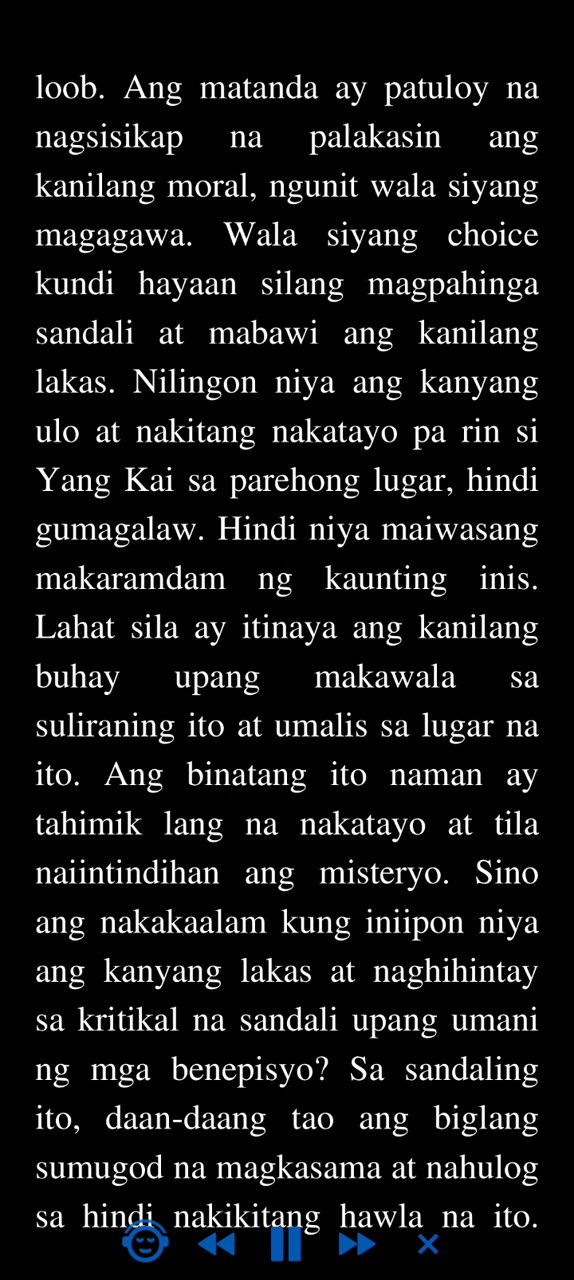 loob. Ang matanda ay patuloy na
nagsisikap na palakasin ang
kanilang moral, ngunit wala siyang
magagawa. Wala siyang choice
kundi hayaan silang magpahinga
sandali at mabawi ang kanilang
lakas. Nilingon niya ang kanyang
ulo at nakitang nakatayo pa rin si
Yang Kai sa parehong lugar, hindi
gumagalaw. Hindi niya maiwasang
makaramdam ng kaunting inis.
Lahat sila ay itinaya ang kanilang
buhay upang makawala sa
suliraning ito at umalis sa lugar na
ito. Ang binatang ito naman ay
tahimik lang na nakatayo at tila
naiintindihan ang misteryo. Sino
ang nakakaalam kung iniipon niya
ang kanyang lakas at naghihintay
sa kritikal na sandali upang umani
ng mga benepisyo? Sa sandaling
ito, daan-daang tao ang biglang
sumugod na magkasama at nahulog
sa hindi nakikitang hawla na ito.